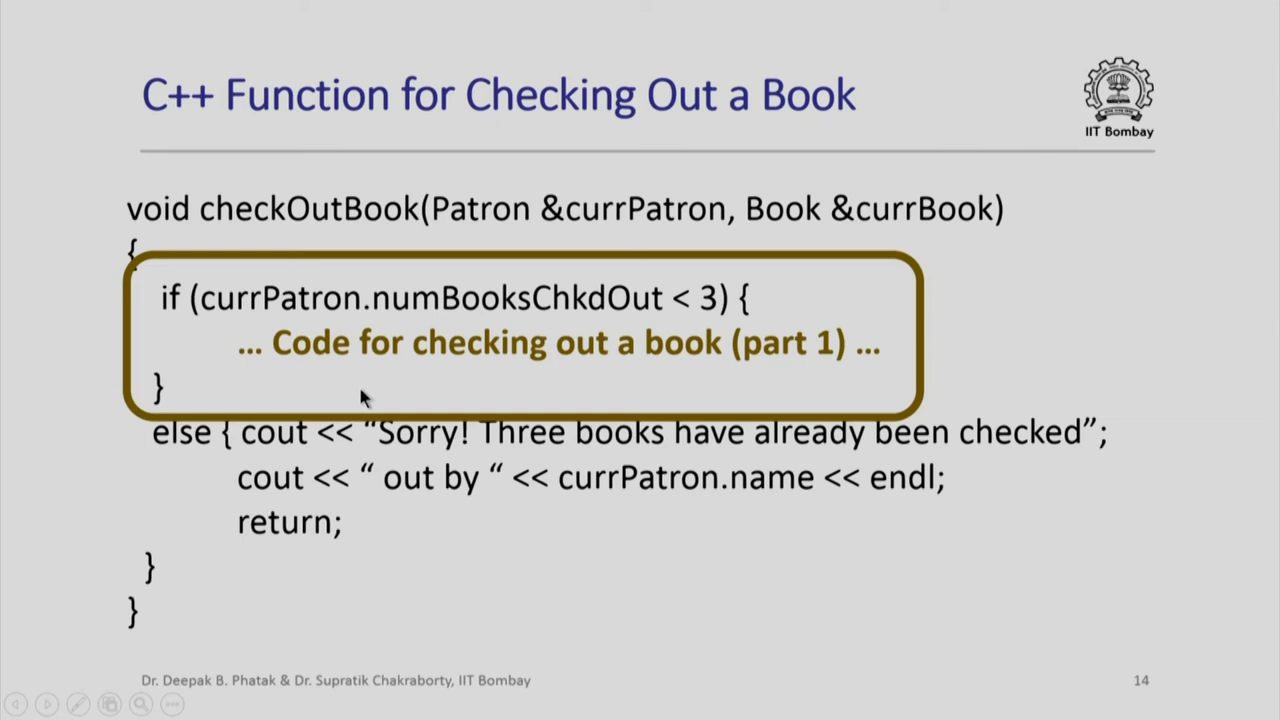 C++ Function for Checking Out a Book
IIT Bombay
void checkOutBook(Patron &currPatron, Book &currBook)
{
if (currPatron.numBooksChkdOut < 3) {
... Code for checking out a book (part 1) ...
}
else { cout << “Sorry! Three books have already been checked”;
cout << “ out by “ << currPatron.name << endl;
return;
}
}
Dr. Deepak B. Phatak & Dr. Supratik Chakraborty, IIT Bombay
14